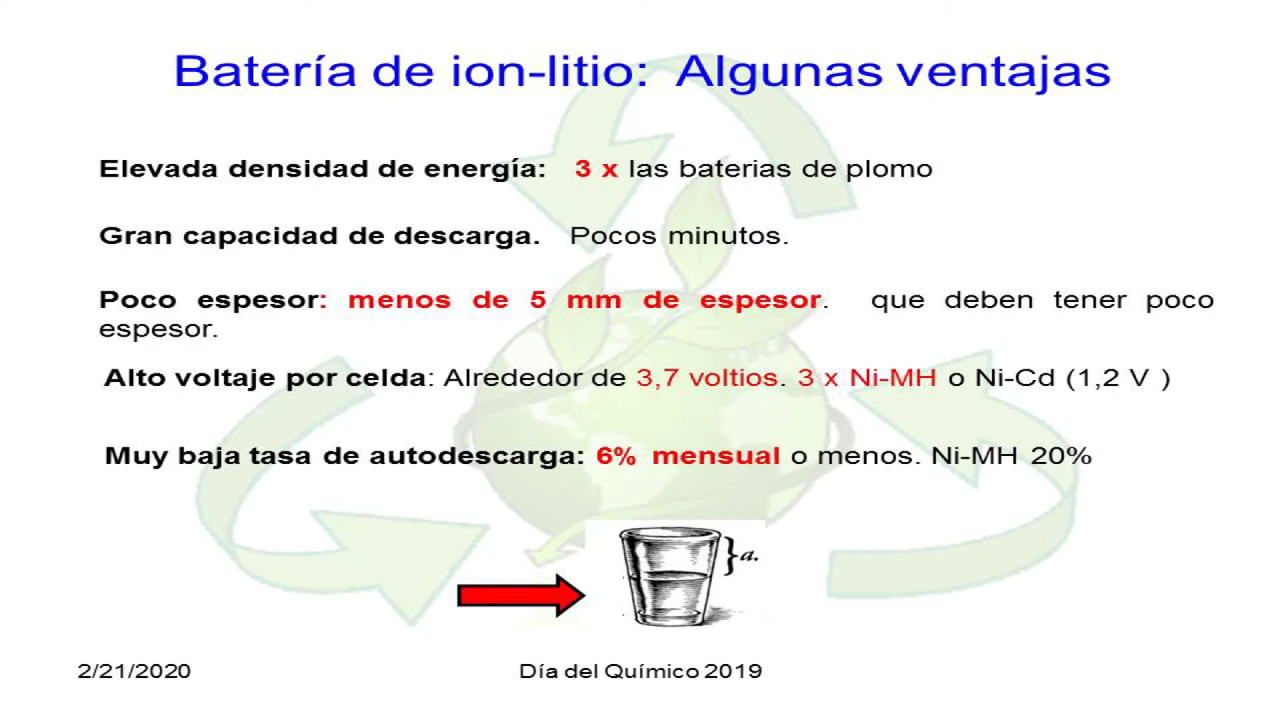 Batería de ion-litio: Algunas ventajas
Elevada densidad de energía: 3 x las baterias de plomo
Gran capacidad de descarga. Pocos minutos.
Poco espesor: menos de 5 mm de espesor. que deben tener poco
espesor.
Alto voltaje por celda: Alrededor de 3,7 voltios. 3 x Ni-MH o Ni-Cd (1,2 V )
Muy baja tasa de autodescarga: 6% mensual o menos. Ni-MH 20%
a.
2/21/2020
Día del Químico 2019